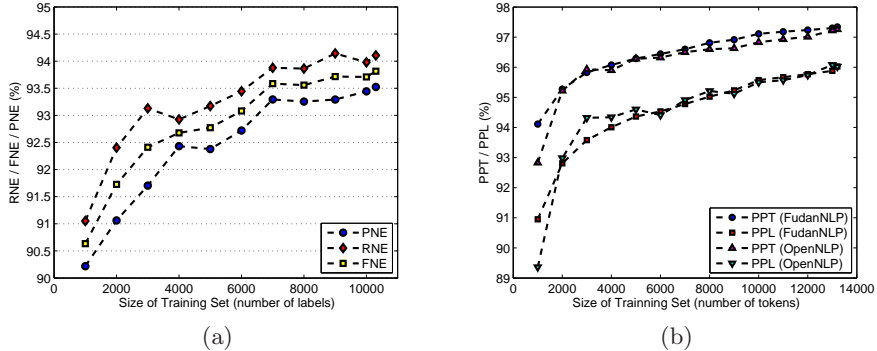 95
94.5
94
93.5
93
92.5
92
91.5
91
90.5
90
RNE / FNE / PNE (%)
PNE
RNE
FNE
0 2000 4000 6000 8000 10000
Size of Training Set (number of labels)
(a)
98
97
96
95
94
93
92
91
90
89
PPT / PPL (%)
PPT (FudanNLP)
PPL (FudanNLP)
PPT (OpenNLP)
PPL (OpenNLP)
0 2000 4000 6000 8000 10000 12000 14000
Size of Trainning Set (number of tokens)
(b)